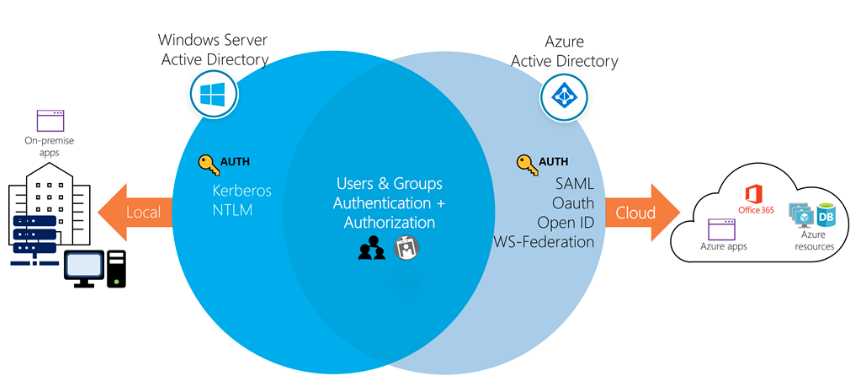 Windows Server
Active Directory
Azure
Active Directory
On-premise
apps
AUTH
Kerberos
NTLM
Local
Users & Groups
Authentication +
Authorization
AUTH
SAML
Oauth
Open ID
WS-Federation
Cloud
Office 365
DB
Azure apps
Azure
resources